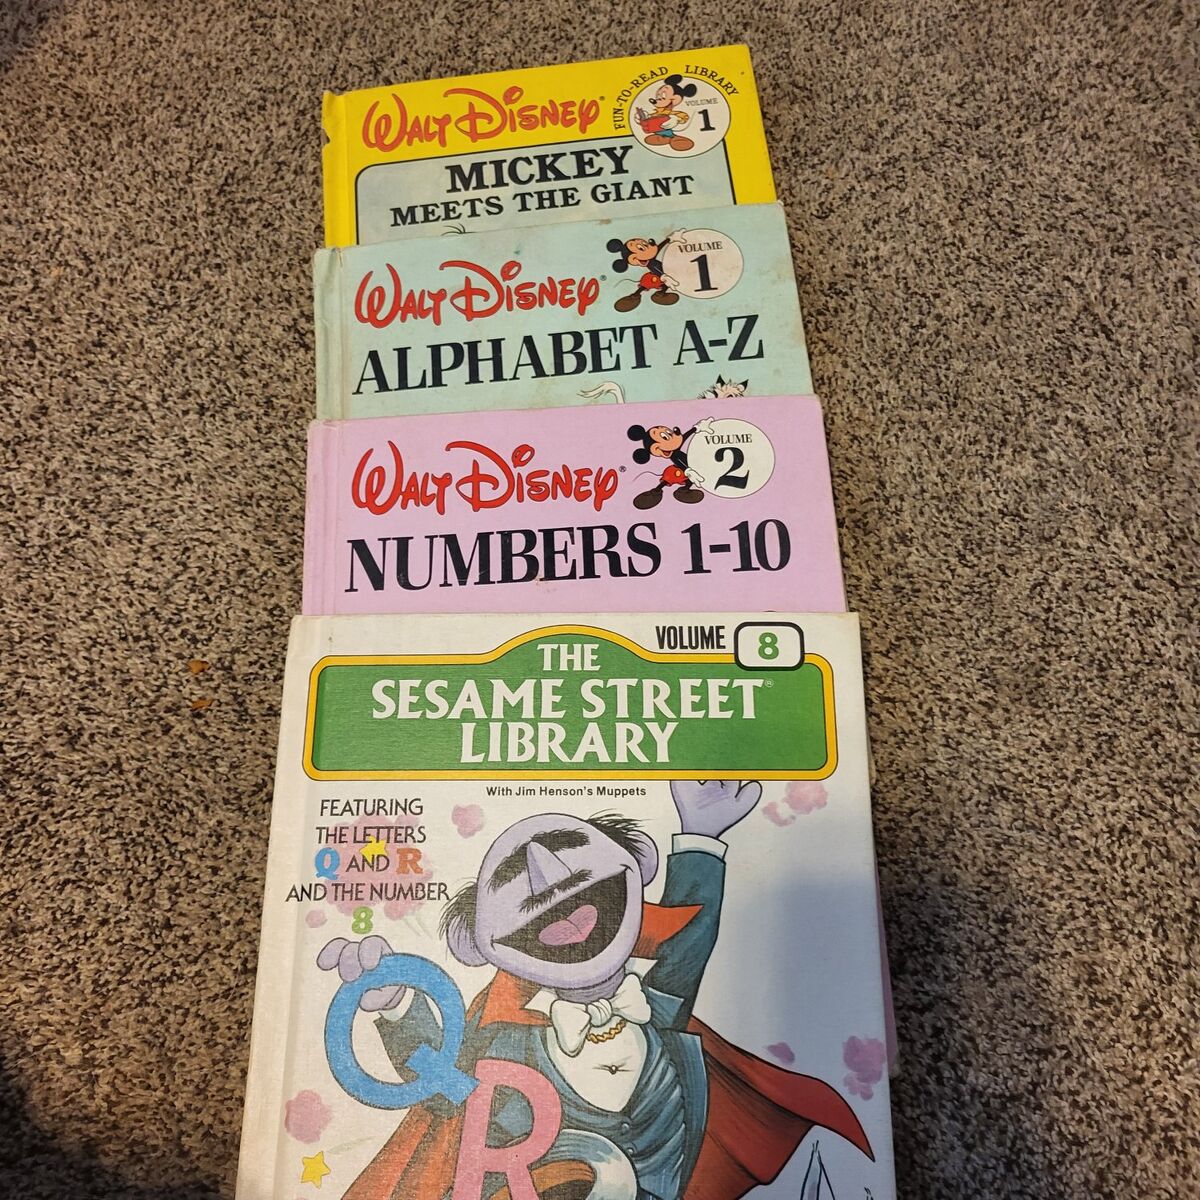 WALT DISNEY®
FUN-TO-READ LIBRARY
VOLUME
1
MICKEY
MEETS THE GIANT
WALT DISNEY®
VOLUME
1
ALPHABET A-Z
WALT DISNEY®
VOLUME
2
NUMBERS 1-10
VOLUME 8
THE
SESAME STREET®
LIBRARY
With Jim Henson's Muppets
FEATURING
THE LETTERS
Q AND R
AND THE NUMBER
8
Q
R